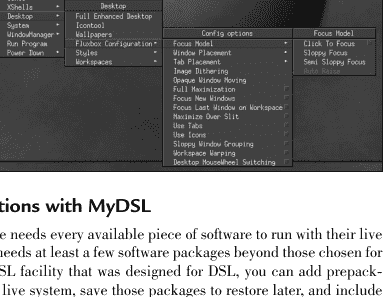 XShells
Desktop
System
WindowManager
Run Program
Power Down
Desktop
Full Enhanced Desktop
Icontool
Wallpapers
Fluxbox Configuration
Styles
Workspaces
Config options
Focus Model
Window Placement
Tab Placement
Image Dithering
Opaque Window Moving
Full Maximization
Focus New Windows
Focus Last Window on Workspace
Maximize Over Slit
Use Tabs
Use Icons
Sloppy Window Grouping
Workspace Warping
Desktop MouseWheel Switching
Focus Model
Click To Focus
Sloppy Focus
Semi Sloppy Focus
tions with MyDSL
e needs every available piece of software to run with their live
needs at least a few software packages beyond those chosen for
SL facility that was designed for DSL, you can add prepack-
live system, save those packages to restore later, and include